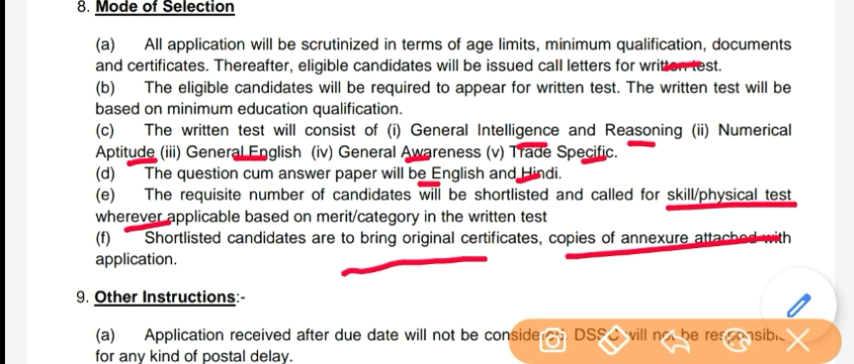 8. Mode of Selection
(a) All application will be scrutinized in terms of age limits, minimum qualification, documents
and certificates. Thereafter, eligible candidates will be issued call letters for written test.
(b) The eligible candidates will be required to appear for written test. The written test will be
based on minimum education qualification.
(c) The written test will consist of (i) General Intelligence and Reasoning (ii) Numerical
Aptitude (iii) General English (iv) General Awareness (v) Trade Specific.
(d) The question cum answer paper will be English and Hindi.
(e) The requisite number of candidates will be shortlisted and called for skill/physical test
wherever applicable based on merit/category in the written test
(f) Shortlisted candidates are to bring original certificates, copies of annexure attached with
application.
9. Other Instructions:-
(a) Application received after due date will not be considered. DSSC will not be responsible
for any kind of postal delay.